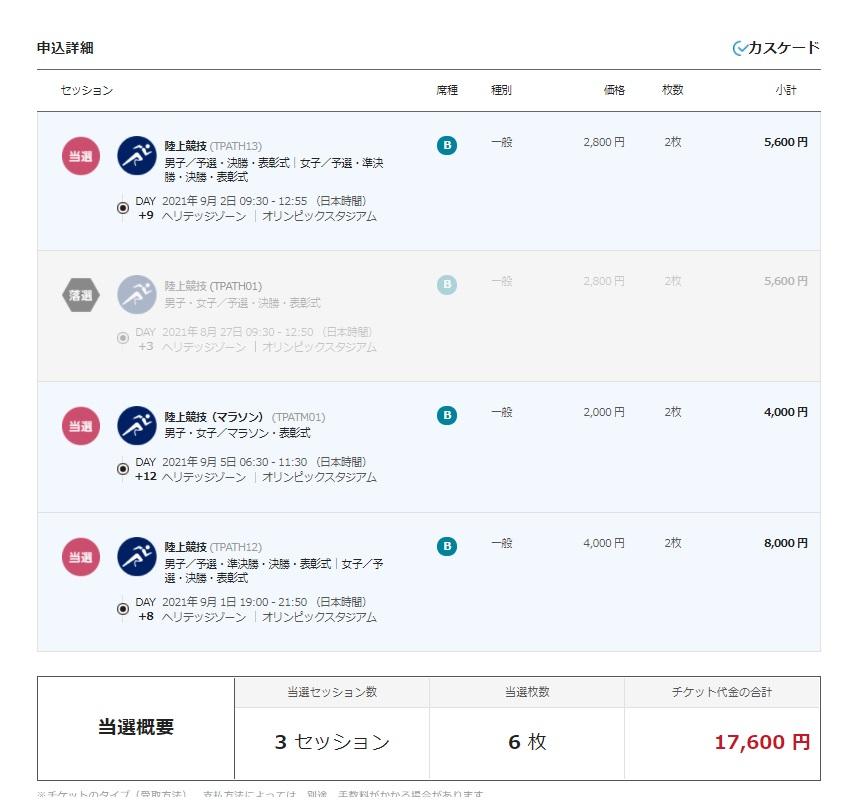 申込詳細
カスケード
セッション 席種 種別 価格 枚数 小計
当選 陸上競技 (TPATH13) B 一般 2,800 円 2枚 5,600 円
男子／予選・決勝・表彰式｜女子／予選・準決
勝・決勝・表彰式
DAY 2021年 9月 2日 09:30 - 12:55 （日本時間）
+9 ヘリテッジゾーン ｜オリンピックスタジアム
落選 陸上競技 (TPATH01) B 一般 2,800 円 2枚 5,600 円
男子・女子／予選・決勝・表彰式
DAY 2021年 8月 27日 09:30 - 12:50 （日本時間）
+3 ヘリテッジゾーン ｜オリンピックスタジアム
当選 陸上競技（マラソン） (TPATM01) B 一般 2,000 円 2枚 4,000 円
男子・女子／マラソン・表彰式
DAY 2021年 9月 5日 06:30 - 11:30 （日本時間）
+12 ヘリテッジゾーン ｜オリンピックスタジアム
当選 陸上競技 (TPATH12) B 一般 4,000 円 2枚 8,000 円
男子／予選・準決勝・決勝・表彰式｜女子／予
選・決勝・表彰式
DAY 2021年 9月 1日 19:00 - 21:50 （日本時間）
+8 ヘリテッジゾーン ｜オリンピックスタジアム
当選概要
当選セッション数 当選枚数 チケット代金の合計
3 セッション 6 枚 17,600 円
※チケットのタイプ（受取方法）、支払方法によっては、別途、手数料がかかる場合があります。